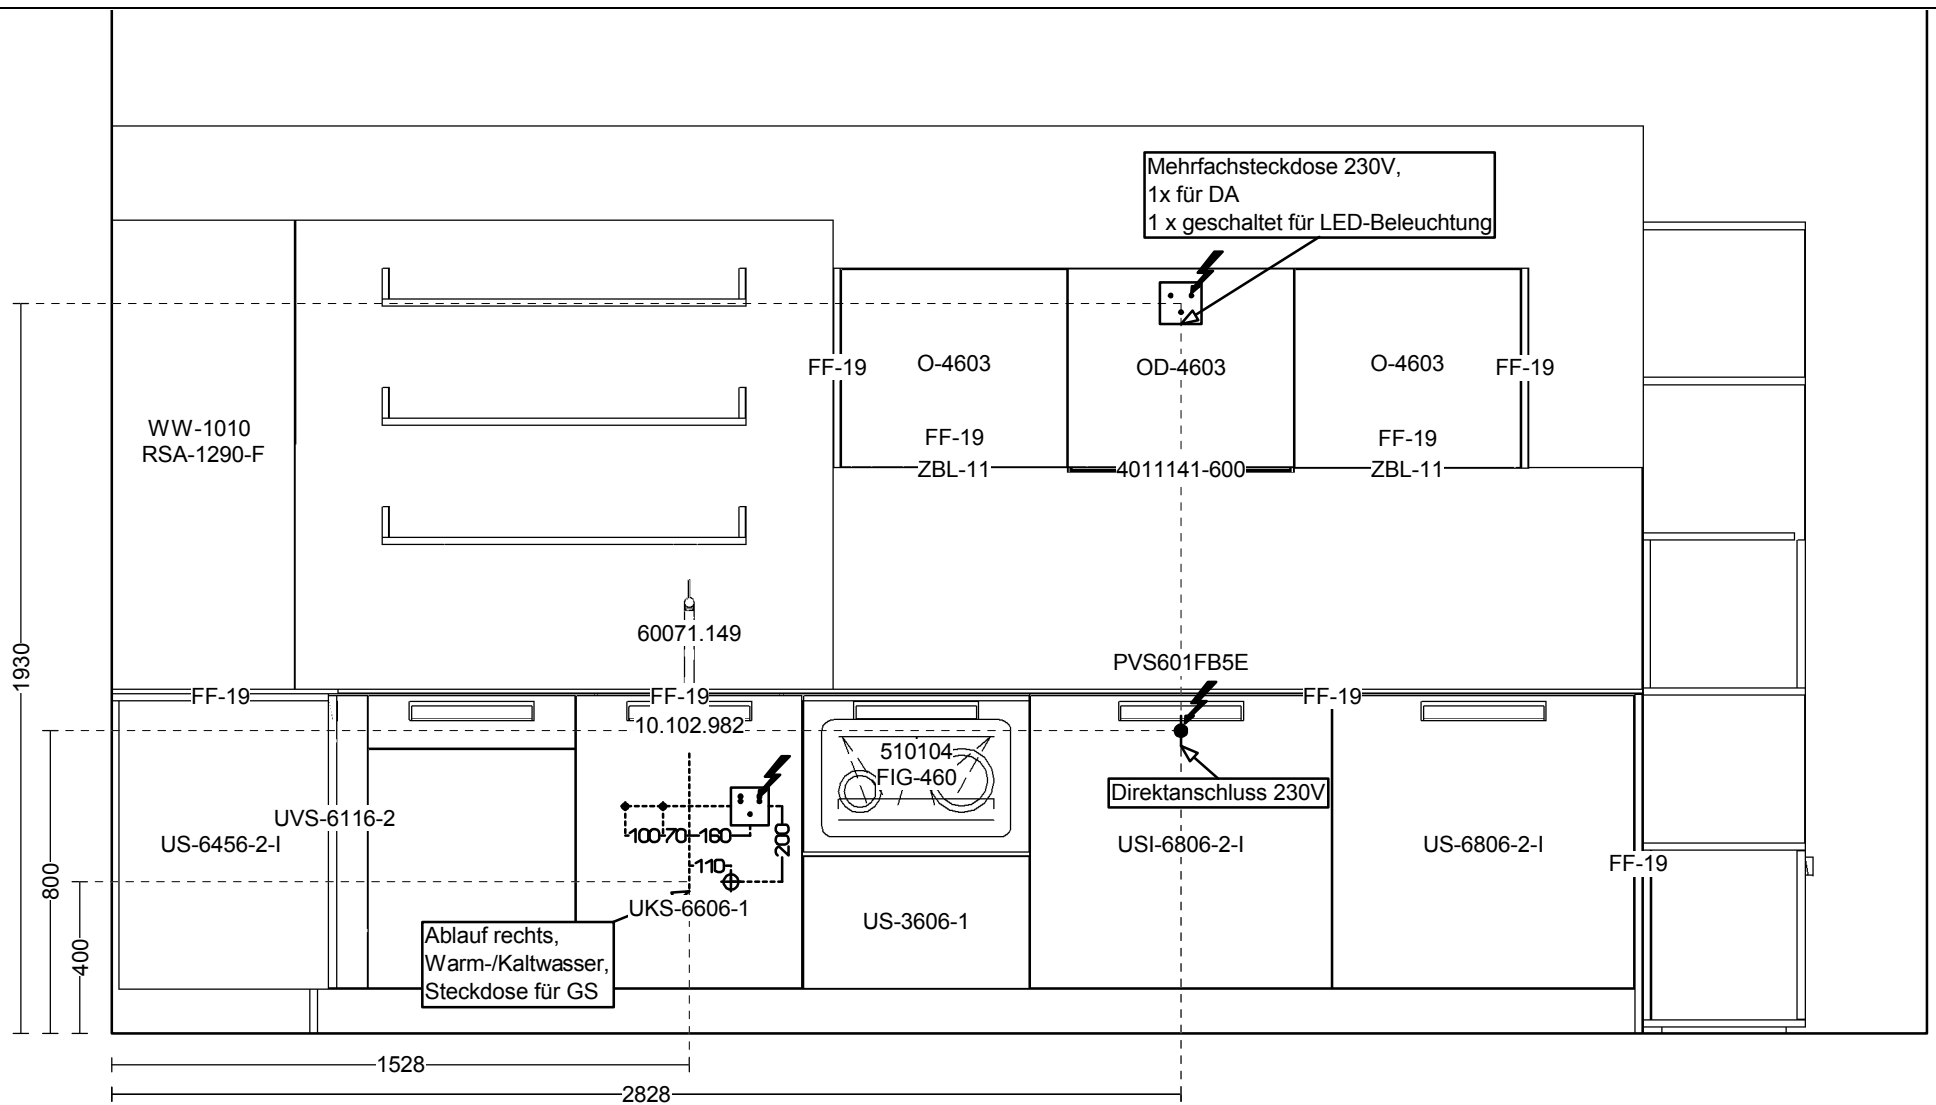 Mehrfachsteckdose 230V,
1x für DA
1 x geschaltet für LED-Beleuchtung
FF-19
O-4603
OD-4603
O-4603
FF-19
WW-1010
RSA-1290-F
FF-19
ZBL-11
4011141-600
FF-19
ZBL-11
60071.149
1930
PVS601FB5E
FF-19
FF-19
FF-19
10.102.982
510104
FIG-460
Direktanschluss 230V
UVS-6116-2
US-6456-2-I
100
70
160
200
110
USI-6806-2-I
US-6806-2-I
FF-19
800
400
UKS-6606-1
US-3606-1
Ablauf rechts,
Warm-/Kaltwasser,
Steckdose für GS
1528
2828